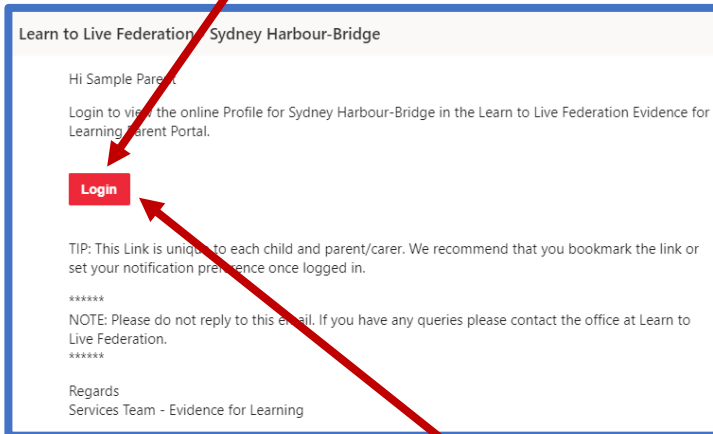 Learn to Live Federation - Sydney Harbour-Bridge
Hi Sample Parent
Login to view the online Profile for Sydney Harbour-Bridge in the Learn to Live Federation Evidence for
Learning Parent Portal.
Login
TIP: This Link is unique to each child and parent/carer. We recommend that you bookmark the link or
set your notification preference once logged in.
******
NOTE: Please do not reply to this email. If you have any queries please contact the office at Learn to
Live Federation.
******
Regards
Services Team - Evidence for Learning